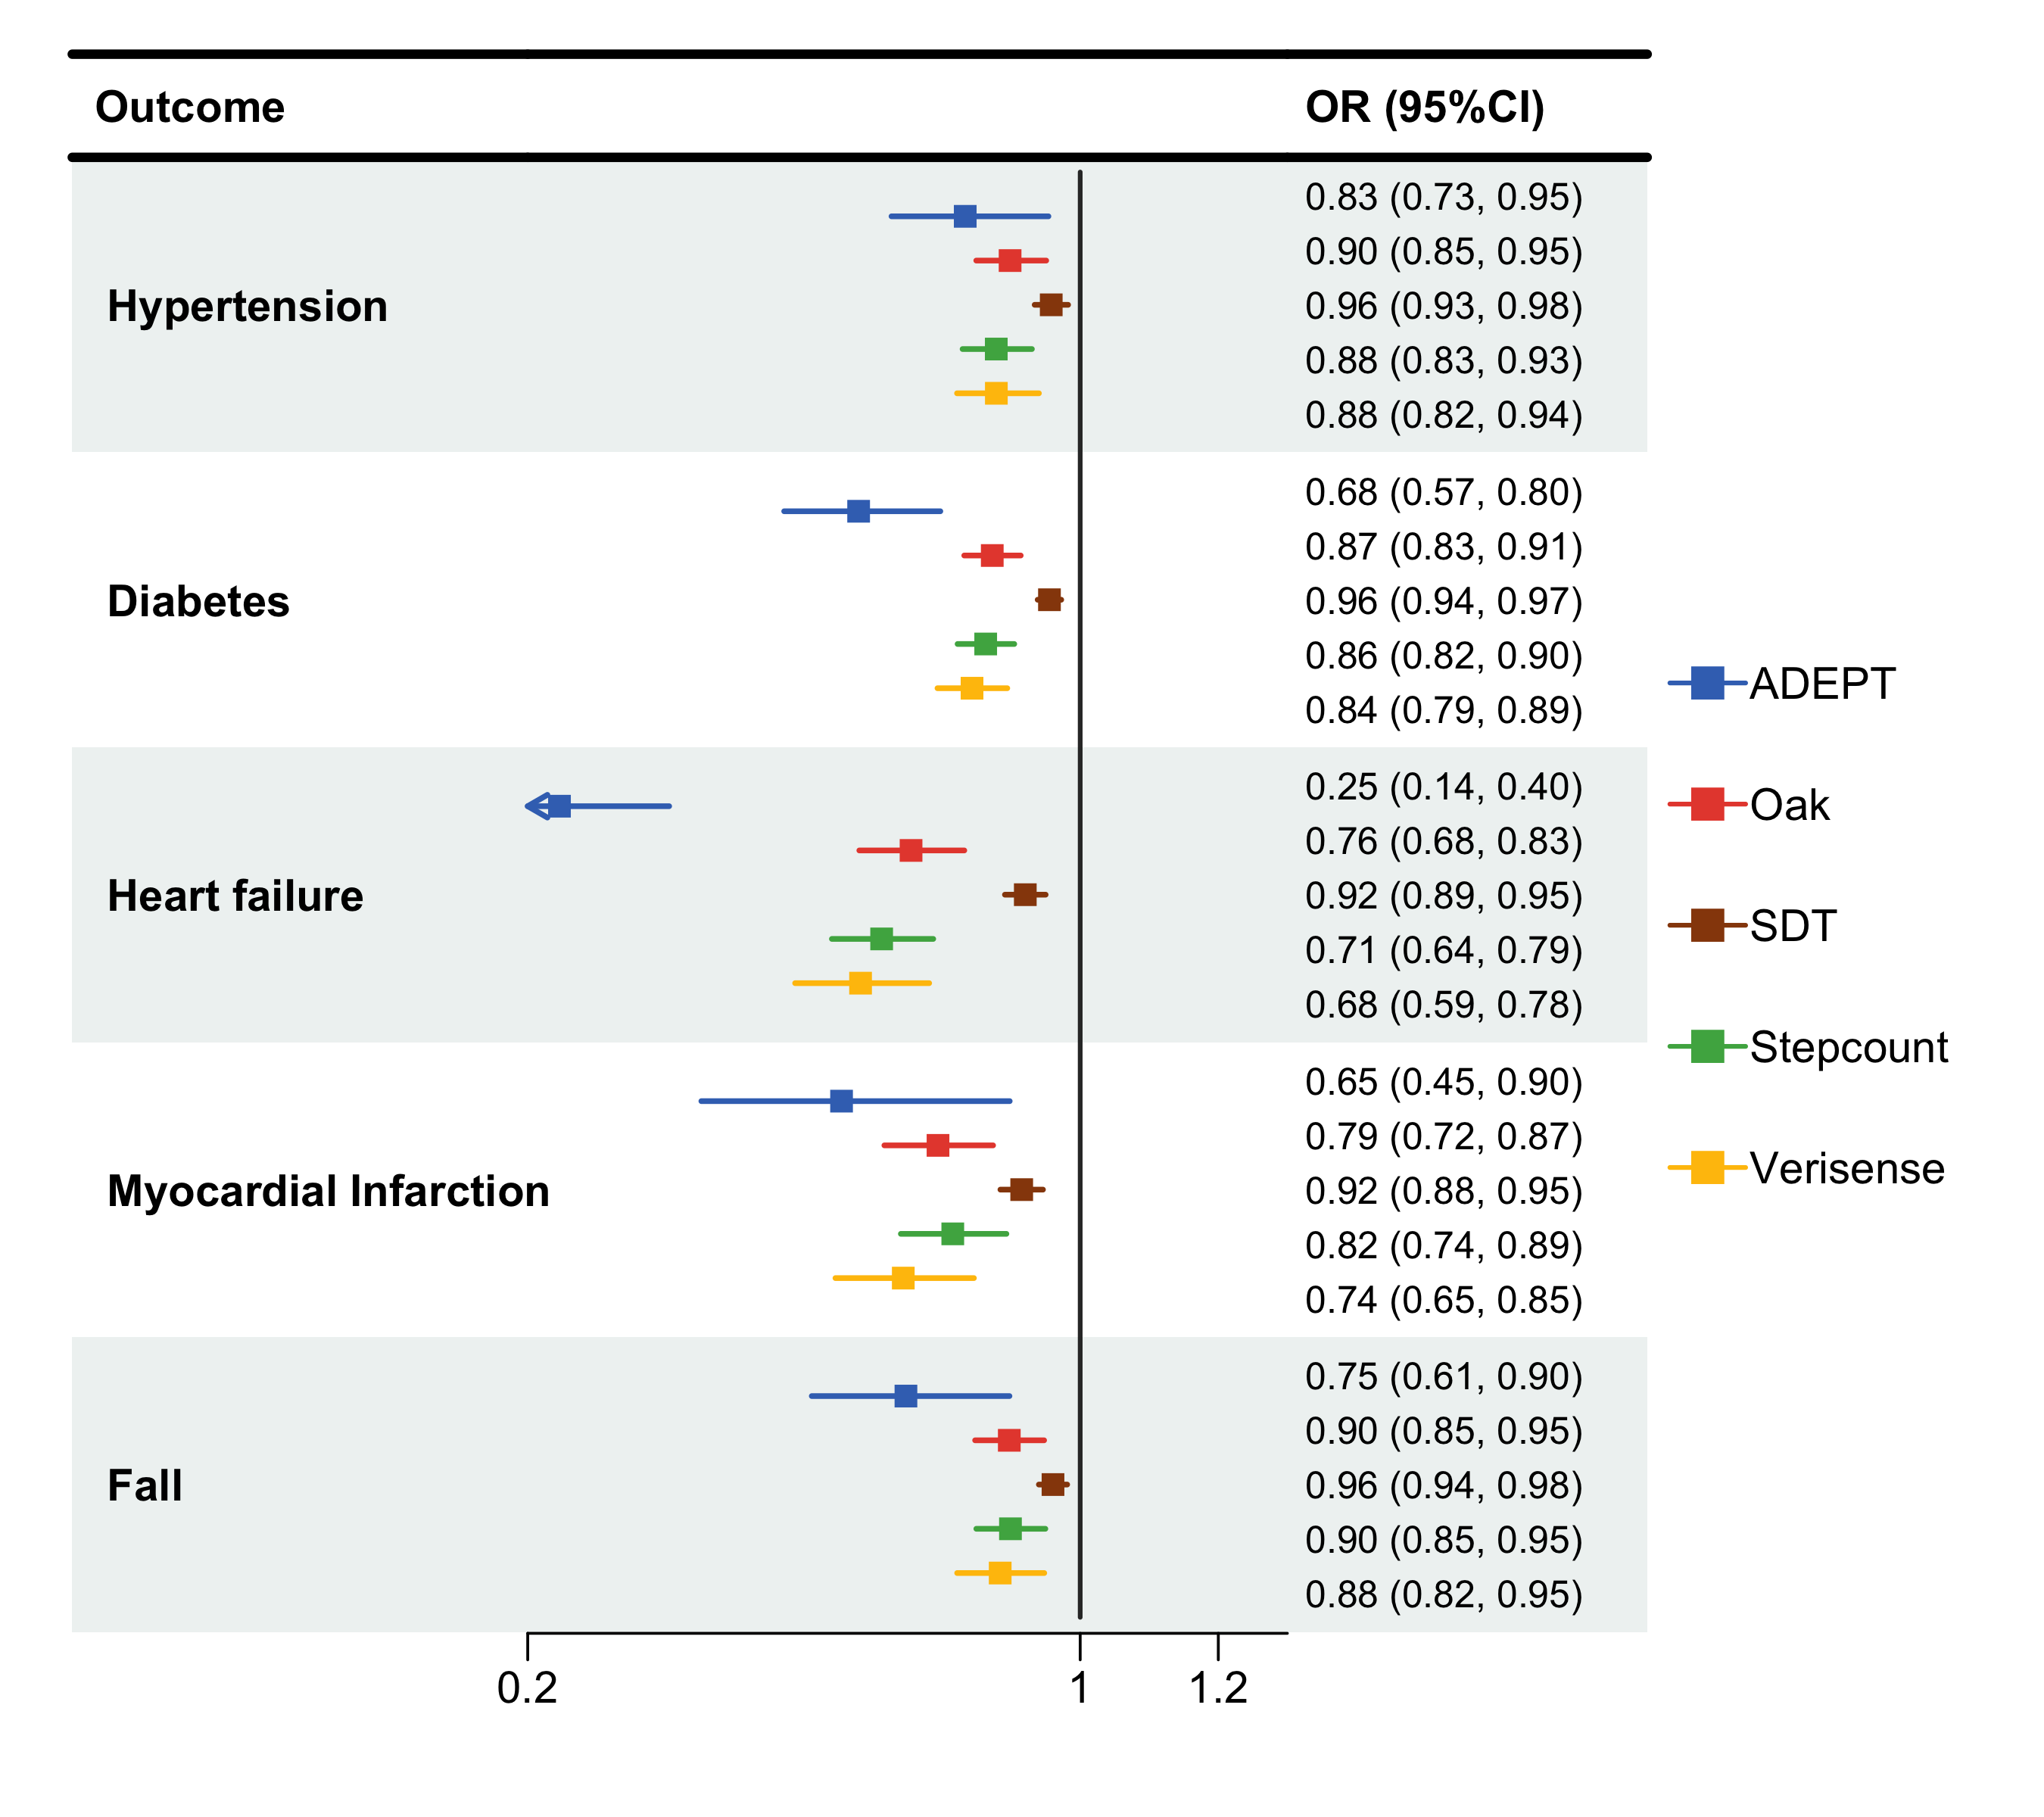 Outcome OR (95%CI)
Hypertension
0.83 (0.73, 0.95)
0.90 (0.85, 0.95)
0.96 (0.93, 0.98)
0.88 (0.83, 0.93)
0.88 (0.82, 0.94)
Diabetes
0.68 (0.57, 0.80)
0.87 (0.83, 0.91)
0.96 (0.94, 0.97)
0.86 (0.82, 0.90)
0.84 (0.79, 0.89)
Heart failure
0.25 (0.14, 0.40)
0.76 (0.68, 0.83)
0.92 (0.89, 0.95)
0.71 (0.64, 0.79)
0.68 (0.59, 0.78)
Myocardial Infarction
0.65 (0.45, 0.90)
0.79 (0.72, 0.87)
0.92 (0.88, 0.95)
0.82 (0.74, 0.89)
0.74 (0.65, 0.85)
Fall
0.75 (0.61, 0.90)
0.90 (0.85, 0.95)
0.96 (0.94, 0.98)
0.90 (0.85, 0.95)
0.88 (0.82, 0.95)
0.2 1 1.2
ADEPT
Oak
SDT
Stepcount
Verisense